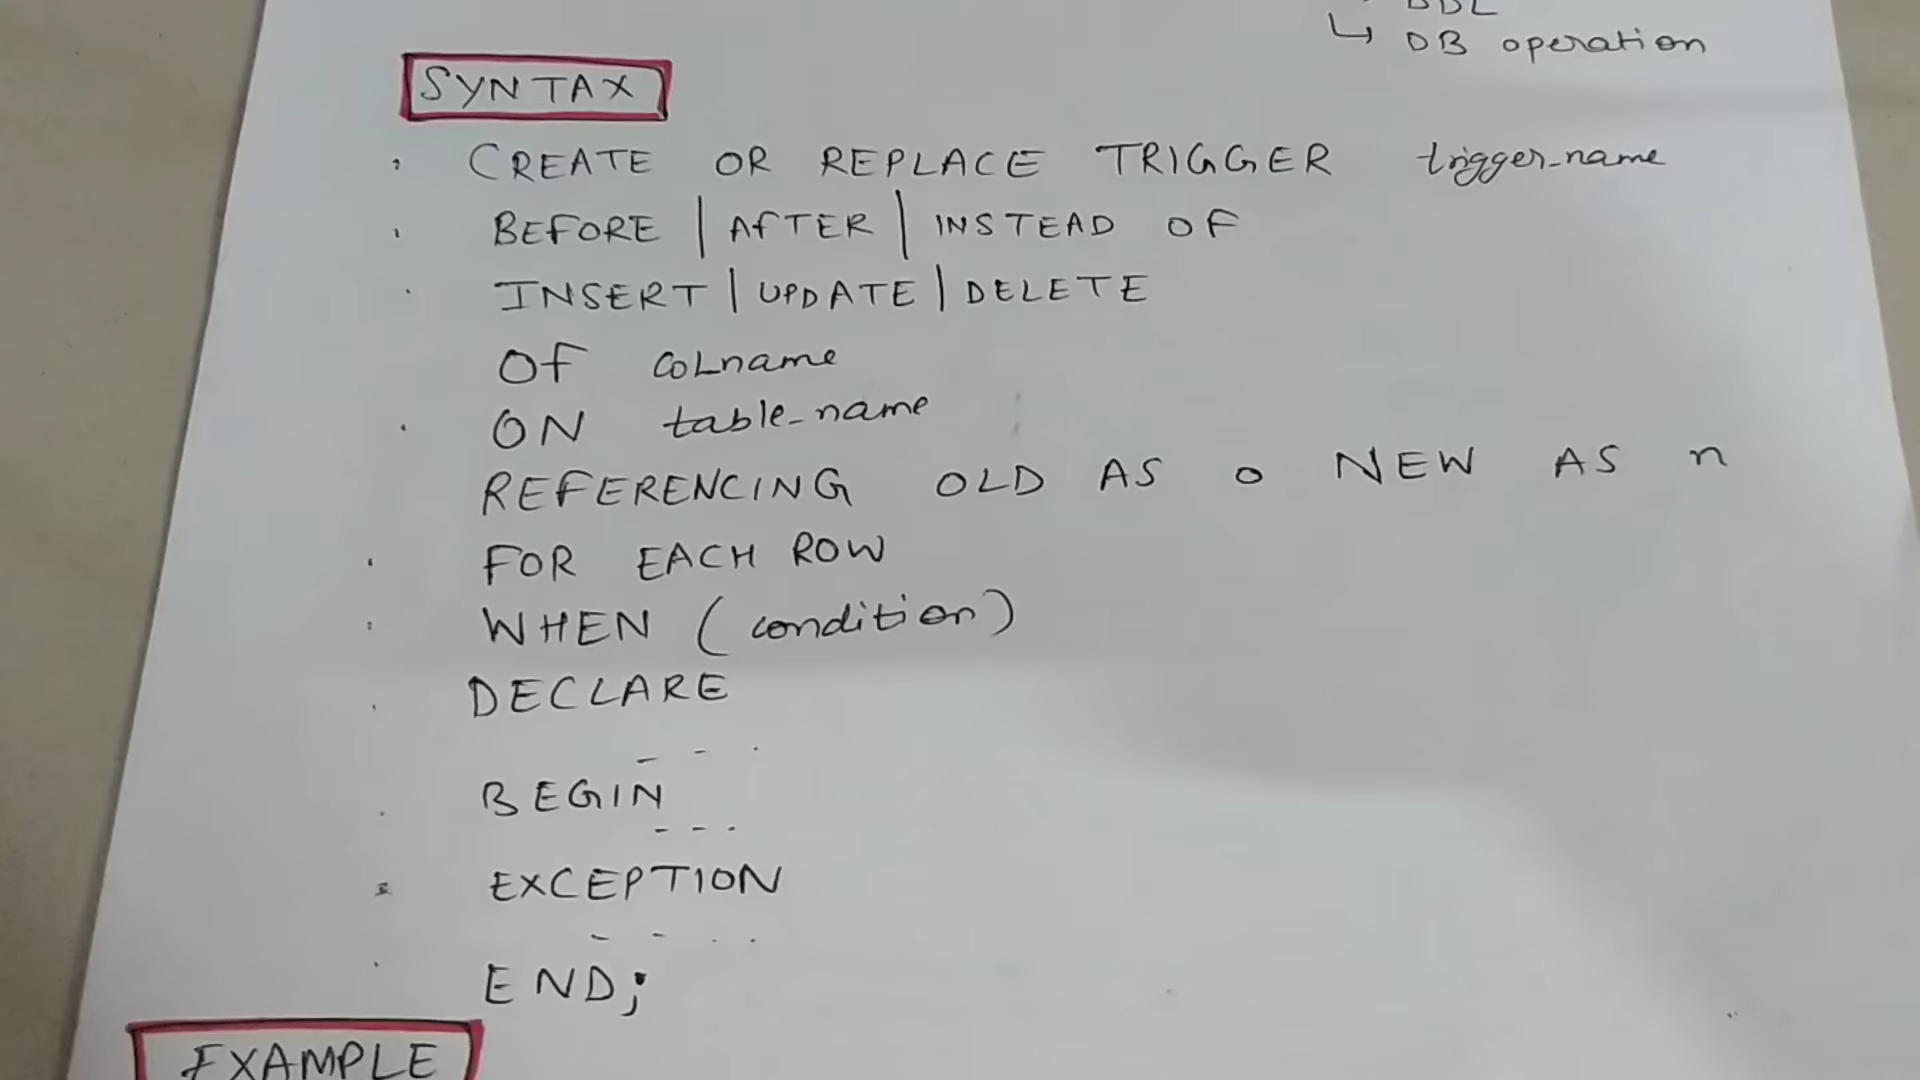 DDL
↳ DB operation
SYNTAX
CREATE OR REPLACE TRIGGER trigger_name
BEFORE | AFTER | INSTEAD OF
INSERT | UPDATE | DELETE
OF colname
ON table_name
REFERENCING OLD AS o NEW AS n
FOR EACH ROW
WHEN (condition)
DECLARE
- - .
BEGIN
- - -
EXCEPTION
- - . .
END;
EXAMPLE